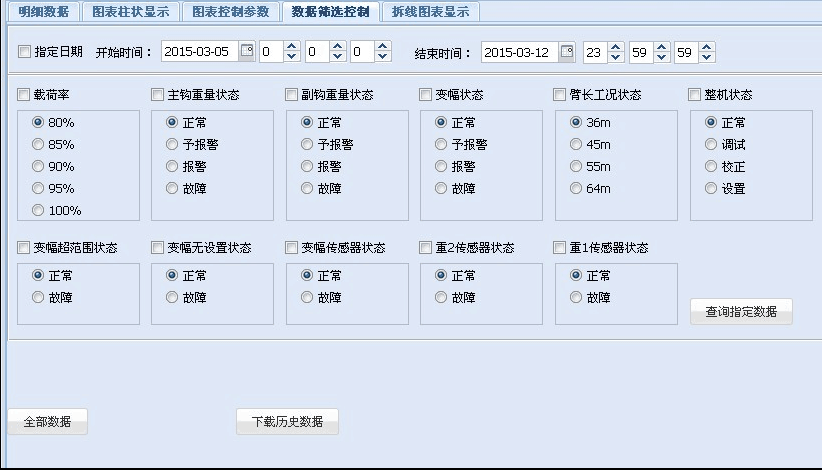 明细数据 图表柱状显示 图表控制参数 数据筛选控制 拆线图表显示
指定日期 开始时间： 2015-03-05 0 0 0 结束时间： 2015-03-12 23 59 59
载荷率 主钩重量状态 副钩重量状态 变幅状态 臂长工况状态 整机状态
80% 正常 正常 正常 36m 正常
85% 予报警 予报警 予报警 45m 调试
90% 报警 报警 报警 55m 校正
95% 故障 故障 故障 64m 设置
100%
变幅超范围状态 变幅无设置状态 变幅传感器状态 重2传感器状态 重1传感器状态
正常 正常 正常 正常 正常
故障 故障 故障 故障 故障
查询指定数据
全部数据 下载历史数据